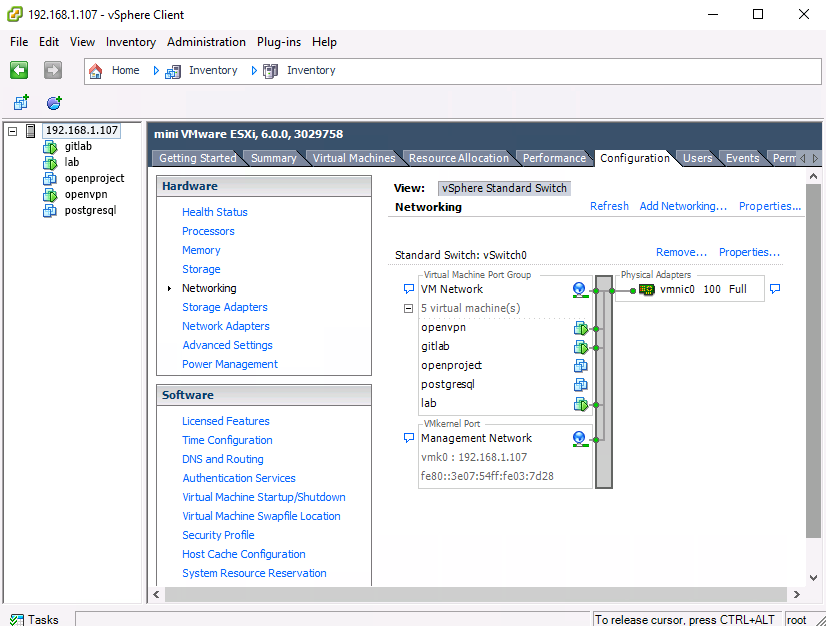 192.168.1.107 - vSphere Client
File Edit View Inventory Administration Plug-ins Help
Home Inventory Inventory
192.168.1.107
gitlab
lab
openproject
openvpn
postgresql
mini VMware ESXi, 6.0.0, 3029758
Getting Started Summary Virtual Machines Resource Allocation Performance Configuration Users Events Perm
Hardware
Health Status
Processors
Memory
Storage
Networking
Storage Adapters
Network Adapters
Advanced Settings
Power Management
Software
Licensed Features
Time Configuration
DNS and Routing
Authentication Services
Virtual Machine Startup/Shutdown
Virtual Machine Swapfile Location
Security Profile
Host Cache Configuration
System Resource Reservation
View: vSphere Standard Switch
Networking
Refresh Add Networking... Properties...
Standard Switch: vSwitch0
Remove... Properties...
Virtual Machine Port Group
VM Network
5 virtual machine(s)
openvpn
gitlab
openproject
postgresql
lab
VMkernel Port
Management Network
vmk0 : 192.168.1.107
fe80::3e07:54ff:fe03:7d28
Physical Adapters
vmnic0 100 Full
Tasks
To release cursor, press CTRL+ALT
root